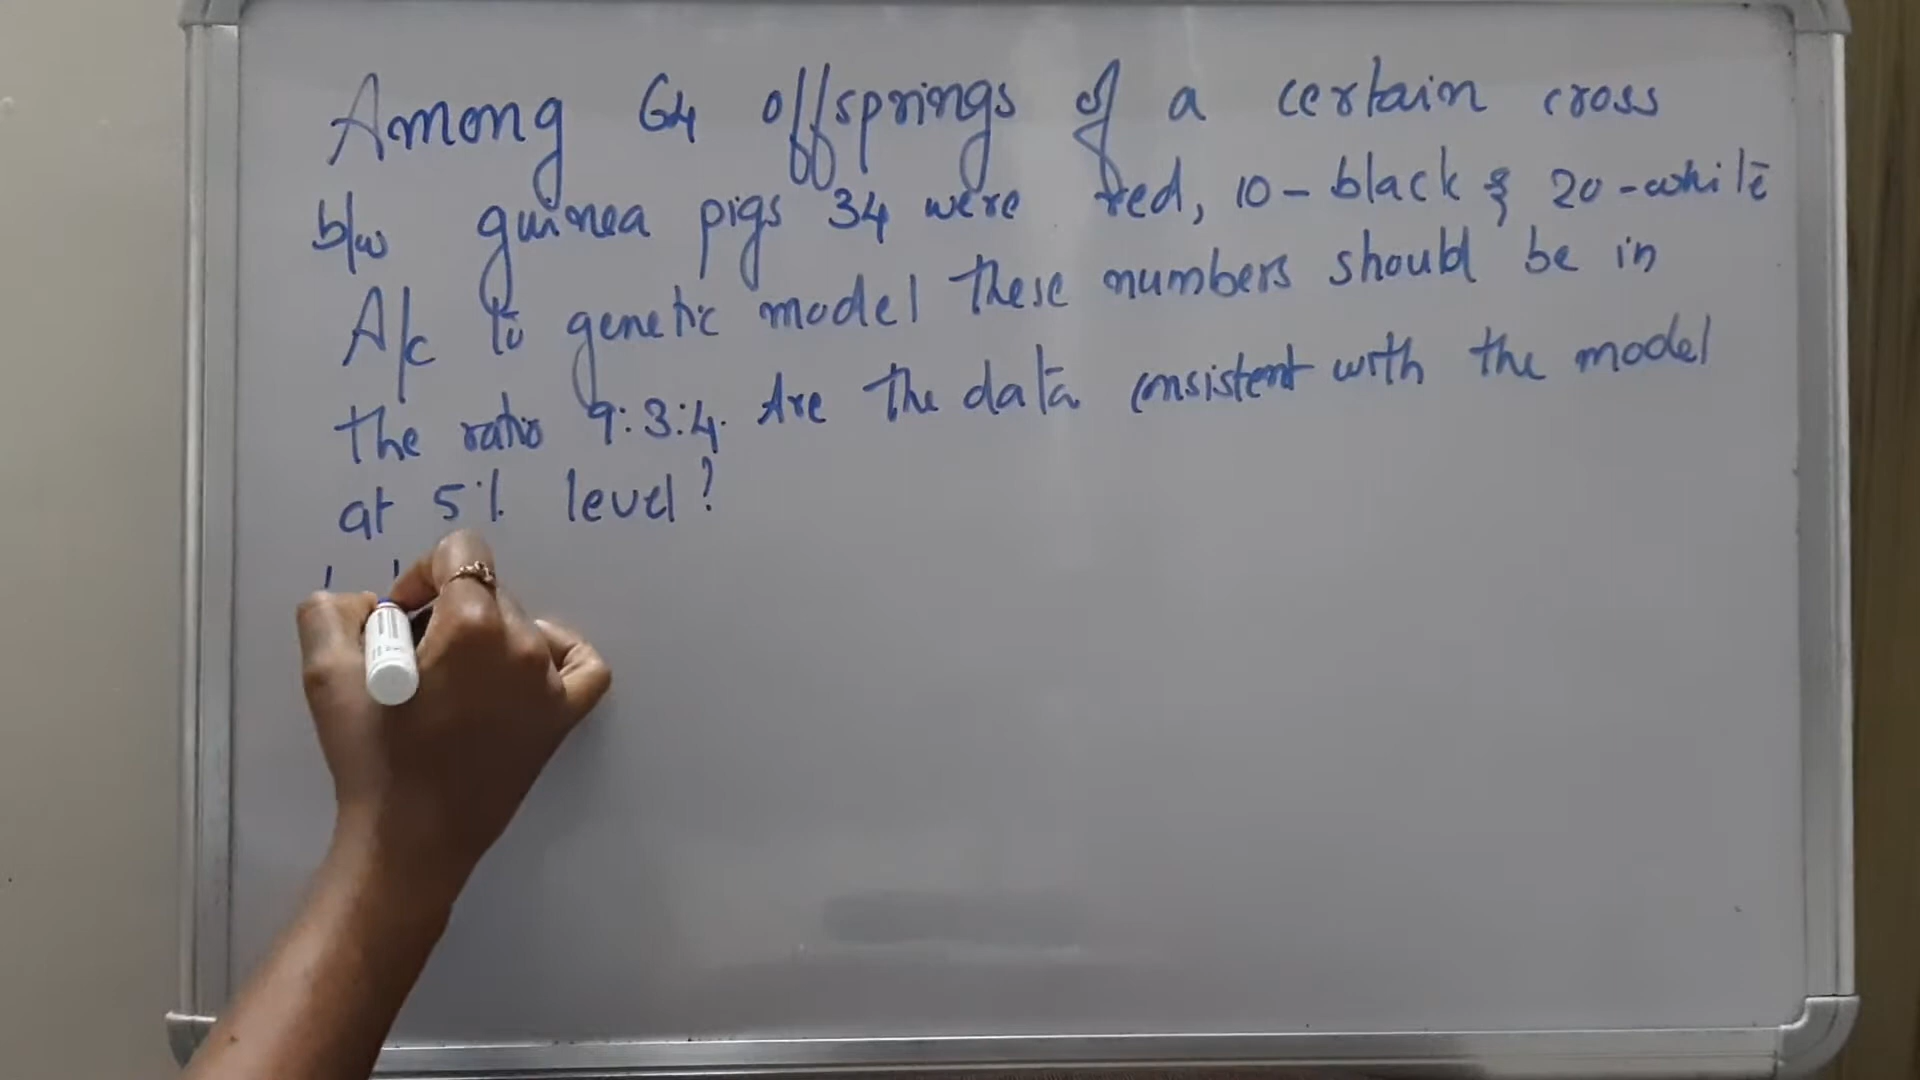 Among 64 offsprings of a certain cross
b/w guinea pigs 34 were red, 10 - black & 20 - white
A/c to genetic model these numbers should be in
the ratio 9:3:4. Are the data consistent with the model
at 5% level?